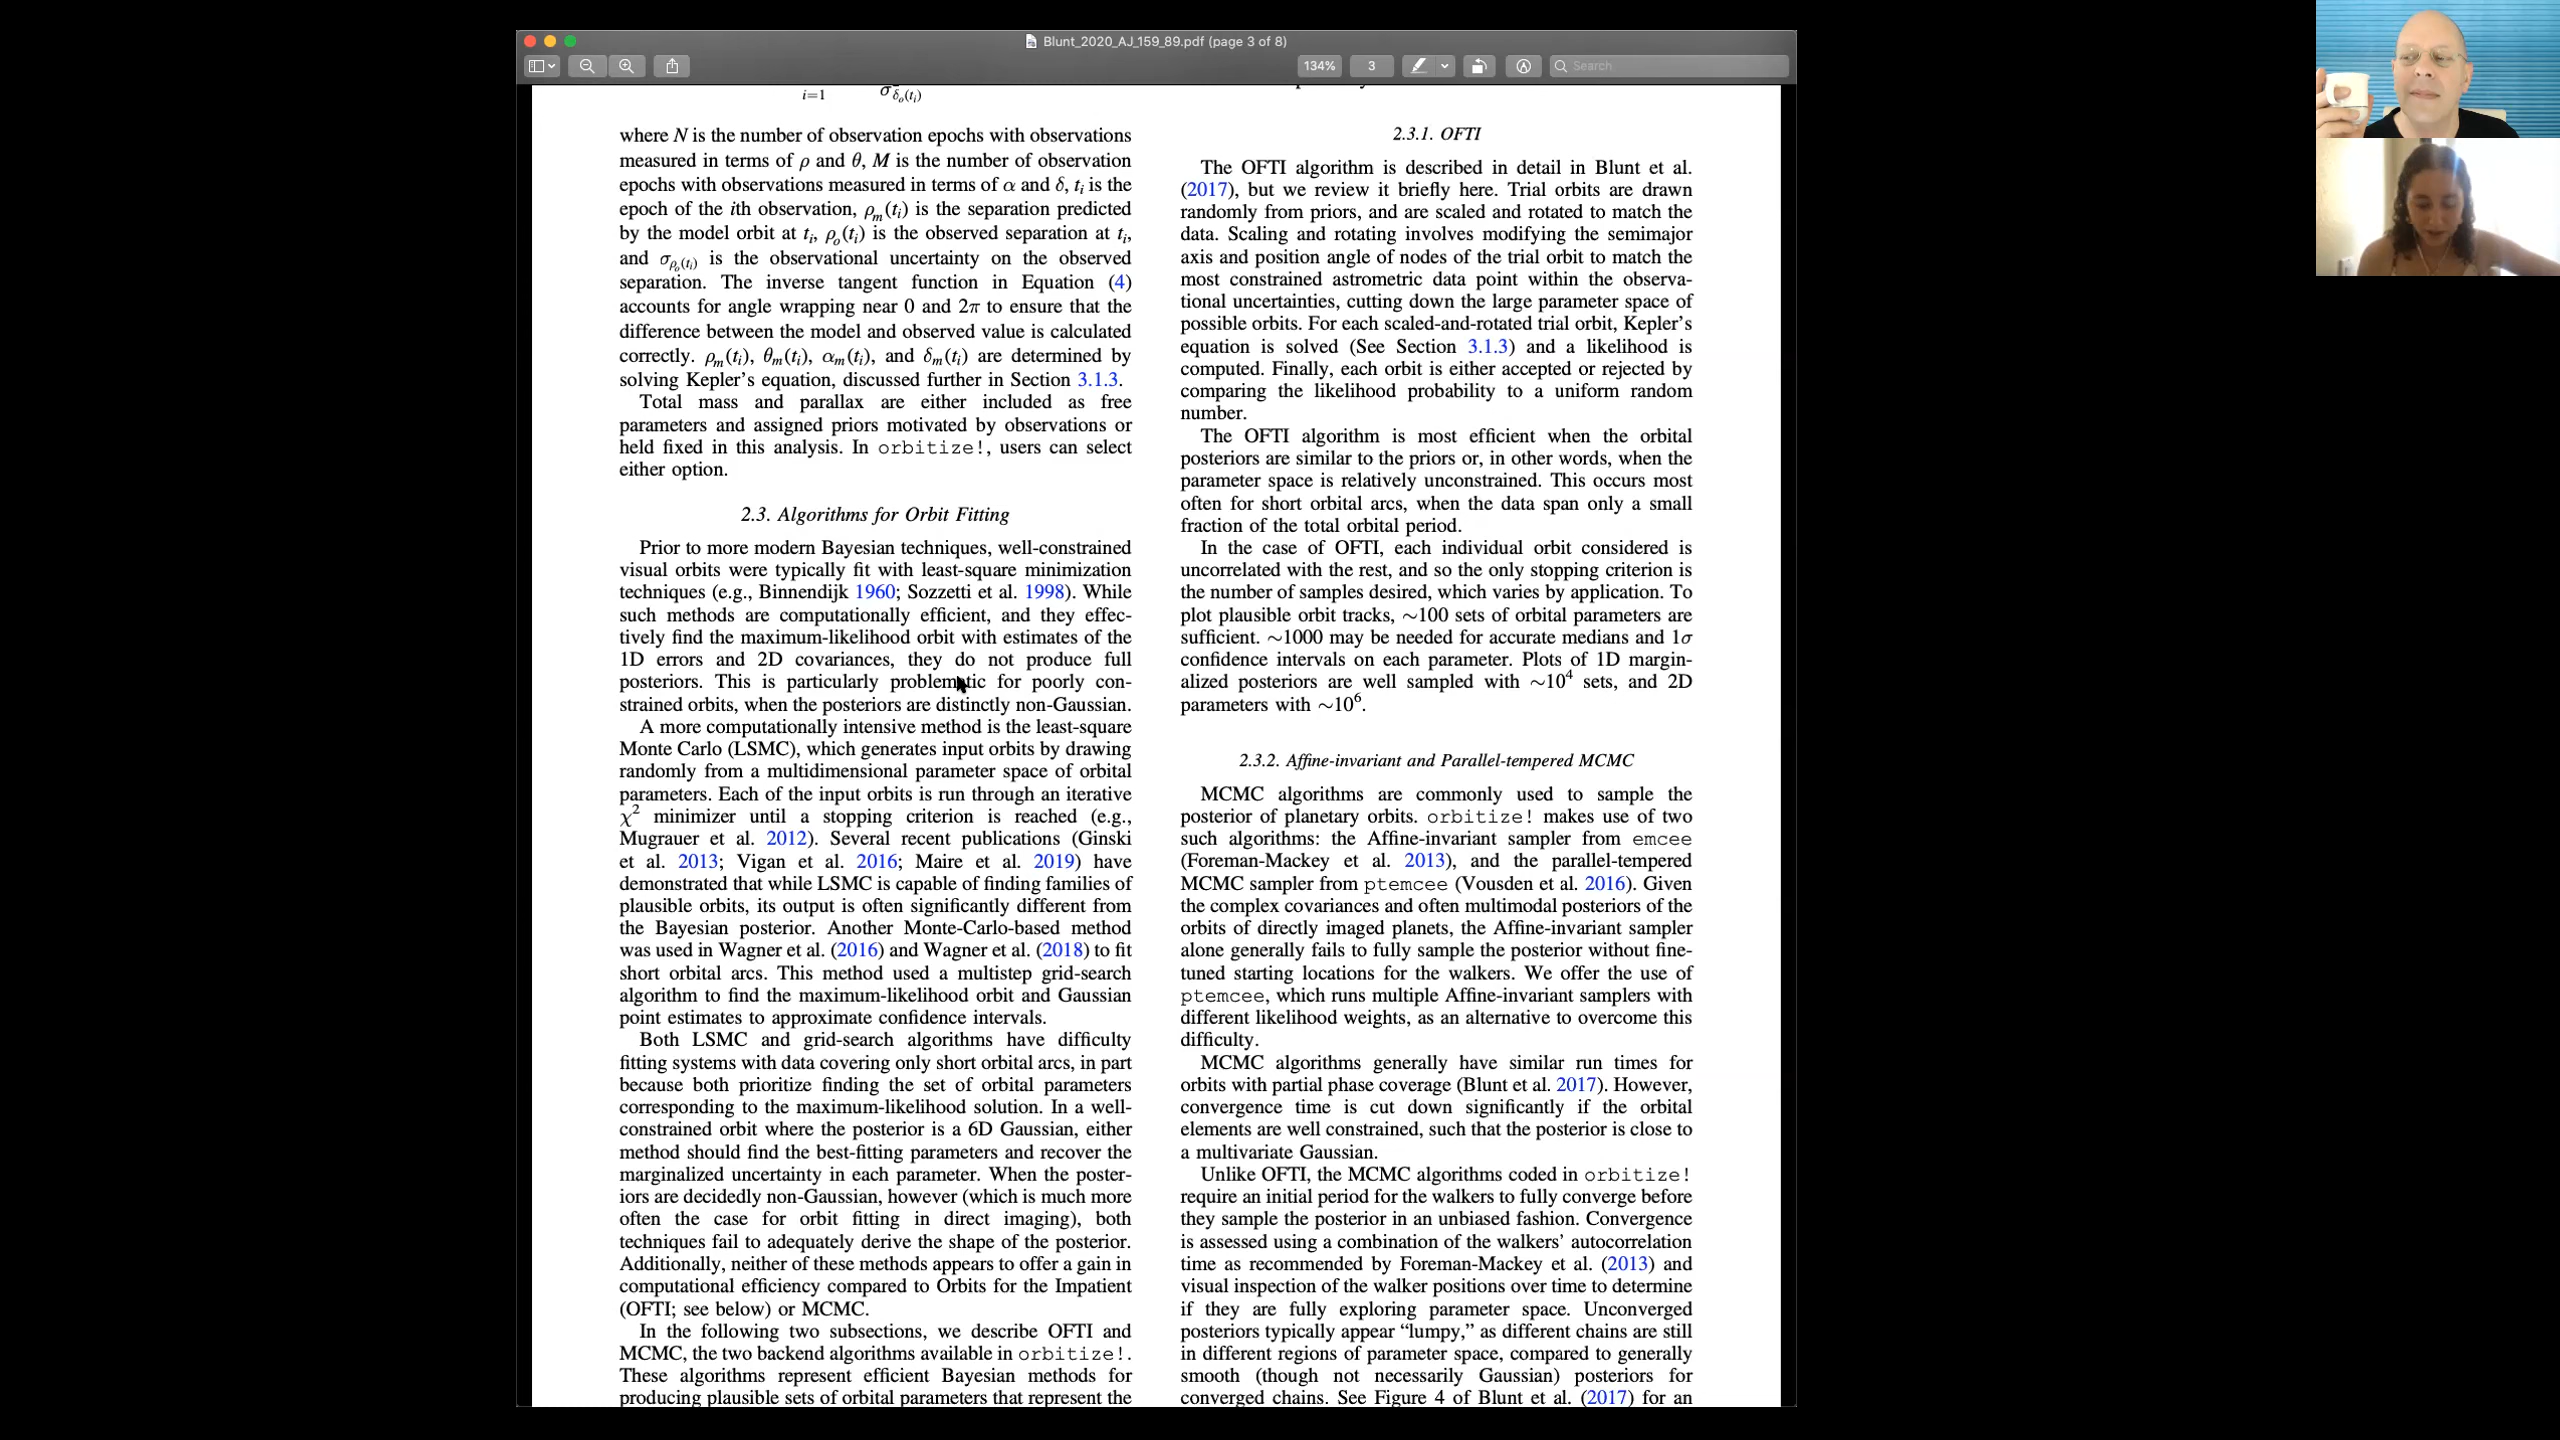 Blunt_2020_AJ_159_89.pdf (page 3 of 8)
134%
3
Search
i=1
σδo(ti)
where N is the number of observation epochs with observations
measured in terms of ρ and θ, M is the number of observation
epochs with observations measured in terms of α and δ, ti is the
epoch of the ith observation, ρm(ti) is the separation predicted
by the model orbit at ti, ρo(ti) is the observed separation at ti,
and σρo(ti) is the observational uncertainty on the observed
separation. The inverse tangent function in Equation (4)
accounts for angle wrapping near 0 and 2π to ensure that the
difference between the model and observed value is calculated
correctly. ρm(ti), θm(ti), αm(ti), and δm(ti) are determined by
solving Kepler's equation, discussed further in Section 3.1.3.
Total mass and parallax are either included as free
parameters and assigned priors motivated by observations or
held fixed in this analysis. In orbitize!, users can select
either option.
2.3. Algorithms for Orbit Fitting
Prior to more modern Bayesian techniques, well-constrained
visual orbits were typically fit with least-square minimization
techniques (e.g., Binnendijk 1960; Sozzetti et al. 1998). While
such methods are computationally efficient, and they effec-
tively find the maximum-likelihood orbit with estimates of the
1D errors and 2D covariances, they do not produce full
posteriors. This is particularly problematic for poorly con-
strained orbits, when the posteriors are distinctly non-Gaussian.
A more computationally intensive method is the least-square
Monte Carlo (LSMC), which generates input orbits by drawing
randomly from a multidimensional parameter space of orbital
parameters. Each of the input orbits is run through an iterative
χ² minimizer until a stopping criterion is reached (e.g.,
Mugrauer et al. 2012). Several recent publications (Ginski
et al. 2013; Vigan et al. 2016; Maire et al. 2019) have
demonstrated that while LSMC is capable of finding families of
plausible orbits, its output is often significantly different from
the Bayesian posterior. Another Monte-Carlo-based method
was used in Wagner et al. (2016) and Wagner et al. (2018) to fit
short orbital arcs. This method used a multistep grid-search
algorithm to find the maximum-likelihood orbit and Gaussian
point estimates to approximate confidence intervals.
Both LSMC and grid-search algorithms have difficulty
fitting systems with data covering only short orbital arcs, in part
because both prioritize finding the set of orbital parameters
corresponding to the maximum-likelihood solution. In a well-
constrained orbit where the posterior is a 6D Gaussian, either
method should find the best-fitting parameters and recover the
marginalized uncertainty in each parameter. When the poster-
iors are decidedly non-Gaussian, however (which is much more
often the case for orbit fitting in direct imaging), both
techniques fail to adequately derive the shape of the posterior.
Additionally, neither of these methods appears to offer a gain in
computational efficiency compared to Orbits for the Impatient
(OFTI; see below) or MCMC.
In the following two subsections, we describe OFTI and
MCMC, the two backend algorithms available in orbitize!.
These algorithms represent efficient Bayesian methods for
producing plausible sets of orbital parameters that represent the
2.3.1. OFTI
The OFTI algorithm is described in detail in Blunt et al.
(2017), but we review it briefly here. Trial orbits are drawn
randomly from priors, and are scaled and rotated to match the
data. Scaling and rotating involves modifying the semimajor
axis and position angle of nodes of the trial orbit to match the
most constrained astrometric data point within the observa-
tional uncertainties, cutting down the large parameter space of
possible orbits. For each scaled-and-rotated trial orbit, Kepler's
equation is solved (See Section 3.1.3) and a likelihood is
computed. Finally, each orbit is either accepted or rejected by
comparing the likelihood probability to a uniform random
number.
The OFTI algorithm is most efficient when the orbital
posteriors are similar to the priors or, in other words, when the
parameter space is relatively unconstrained. This occurs most
often for short orbital arcs, when the data span only a small
fraction of the total orbital period.
In the case of OFTI, each individual orbit considered is
uncorrelated with the rest, and so the only stopping criterion is
the number of samples desired, which varies by application. To
plot plausible orbit tracks, ~100 sets of orbital parameters are
sufficient. ~1000 may be needed for accurate medians and 1σ
confidence intervals on each parameter. Plots of 1D margin-
alized posteriors are well sampled with ~10⁴ sets, and 2D
parameters with ~10⁶.
2.3.2. Affine-invariant and Parallel-tempered MCMC
MCMC algorithms are commonly used to sample the
posterior of planetary orbits. orbitize! makes use of two
such algorithms: the Affine-invariant sampler from emcee
(Foreman-Mackey et al. 2013), and the parallel-tempered
MCMC sampler from ptemcee (Vousden et al. 2016). Given
the complex covariances and often multimodal posteriors of the
orbits of directly imaged planets, the Affine-invariant sampler
alone generally fails to fully sample the posterior without fine-
tuned starting locations for the walkers. We offer the use of
ptemcee, which runs multiple Affine-invariant samplers with
different likelihood weights, as an alternative to overcome this
difficulty.
MCMC algorithms generally have similar run times for
orbits with partial phase coverage (Blunt et al. 2017). However,
convergence time is cut down significantly if the orbital
elements are well constrained, such that the posterior is close to
a multivariate Gaussian.
Unlike OFTI, the MCMC algorithms coded in orbitize!
require an initial period for the walkers to fully converge before
they sample the posterior in an unbiased fashion. Convergence
is assessed using a combination of the walkers' autocorrelation
time as recommended by Foreman-Mackey et al. (2013) and
visual inspection of the walker positions over time to determine
if they are fully exploring parameter space. Unconverged
posteriors typically appear “lumpy,” as different chains are still
in different regions of parameter space, compared to generally
smooth (though not necessarily Gaussian) posteriors for
converged chains. See Figure 4 of Blunt et al. (2017) for an